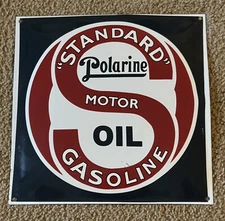 "STANDARD"
Polarine
MOTOR
OIL
GASOLINE